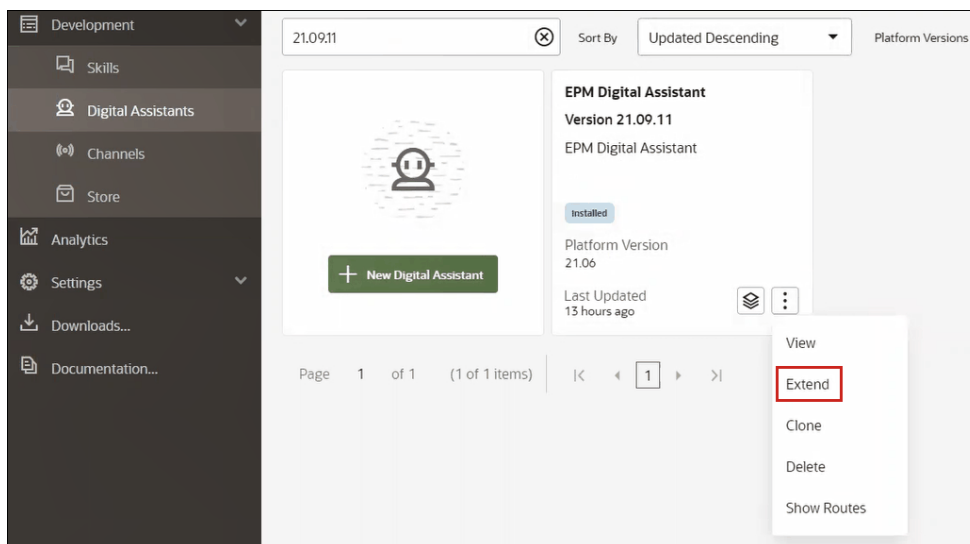 Development
Skills
Digital Assistants
Channels
Store
Analytics
Settings
Downloads...
Documentation...
21.09.11
Sort By
Updated Descending
Platform Versions
New Digital Assistant
EPM Digital Assistant
Version 21.09.11
EPM Digital Assistant
Installed
Platform Version
21.06
Last Updated
13 hours ago
View
Extend
Clone
Delete
Show Routes
Page 1 of 1 (1 of 1 items) 1